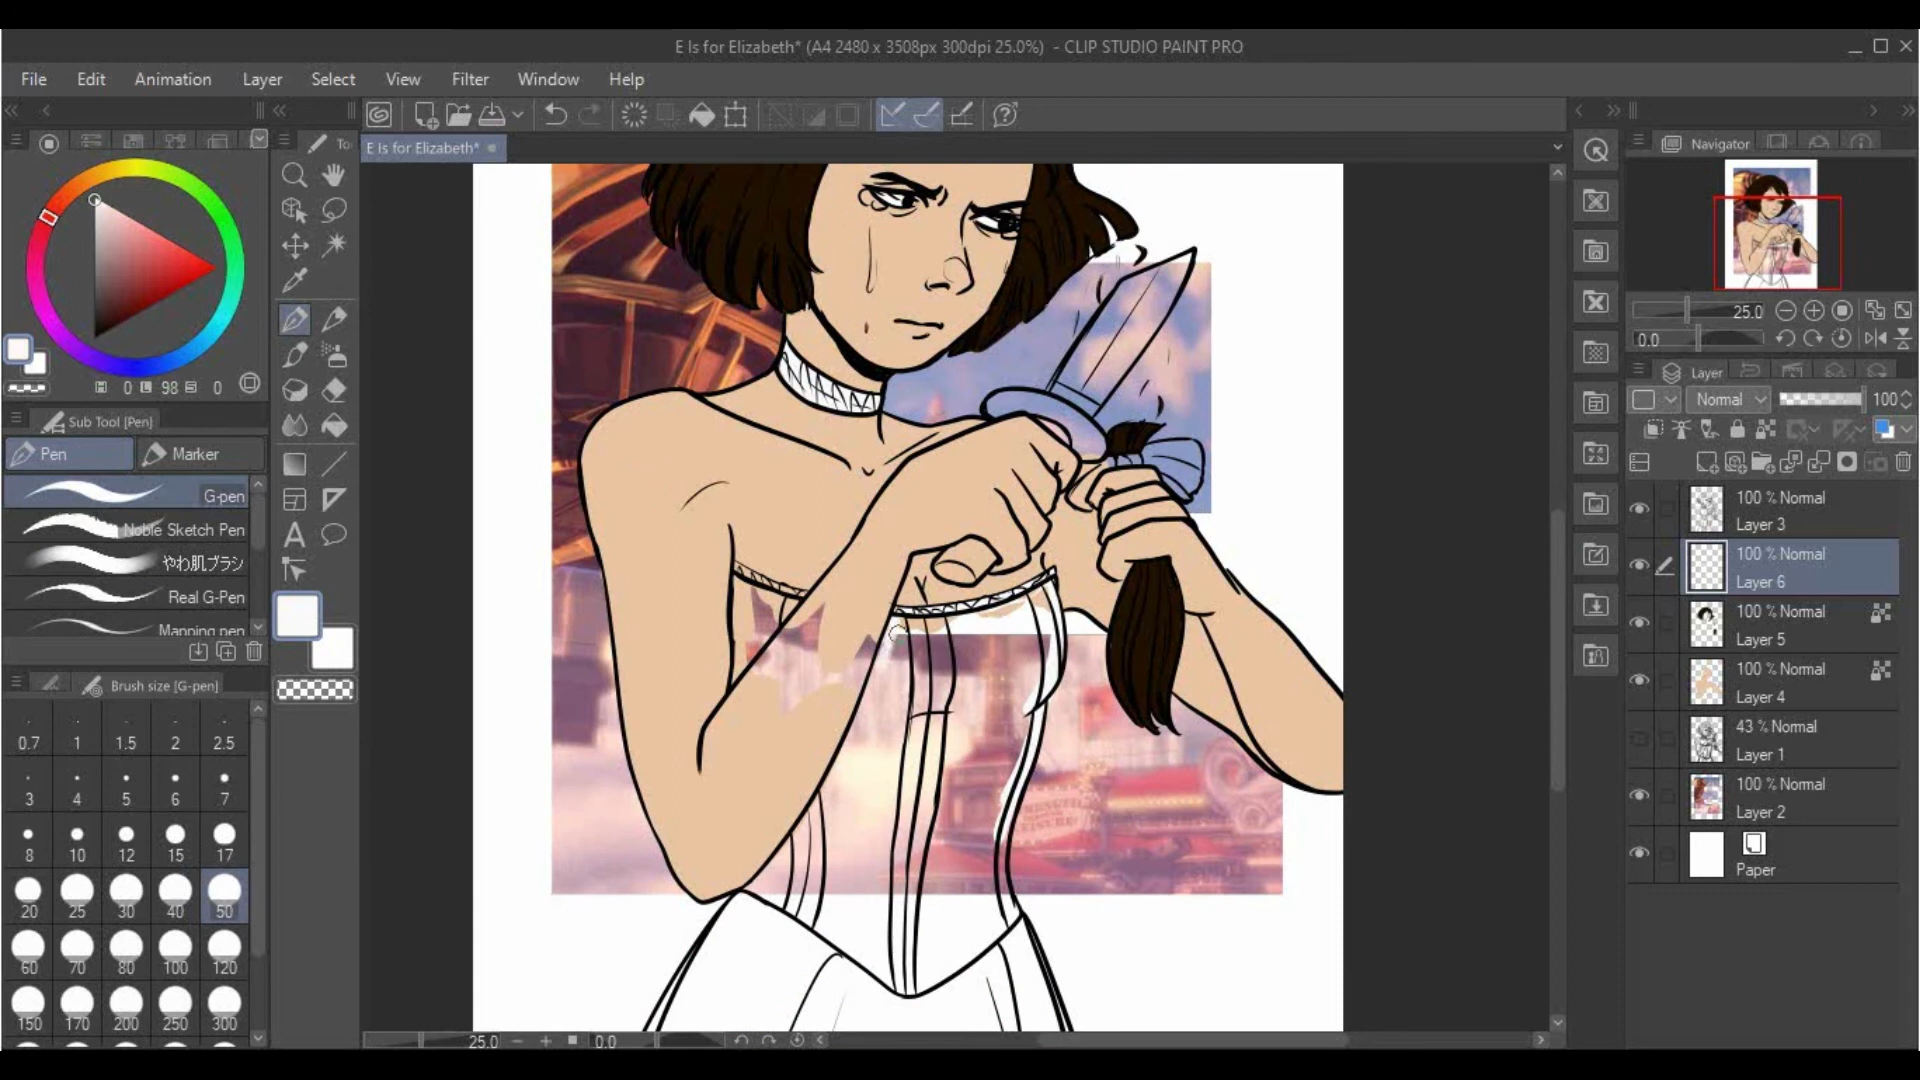 E Is for Elizabeth* (A4 2480 x 3508px 300dpi 25.0%) - CLIP STUDIO PAINT PRO
File Edit Animation Layer Select View Filter Window Help
E Is for Elizabeth*
Navigator
25.0
0.0
H 0 L 98 S 0
Sub Tool [Pen]
Pen Marker
G-pen
Noble Sketch Pen
やわ肌ブラシ
Real G-Pen
Mapping pen
Brush size [G-pen]
0.7 1 1.5 2 2.5
3 4 5 6 7
8 10 12 15 17
20 25 30 40 50
60 70 80 100 120
150 170 200 250 300
25.0 0.0
Layer
Normal 100
100 % Normal
Layer 3
100 % Normal
Layer 6
100 % Normal
Layer 5
100 % Normal
Layer 4
43 % Normal
Layer 1
100 % Normal
Layer 2
Paper